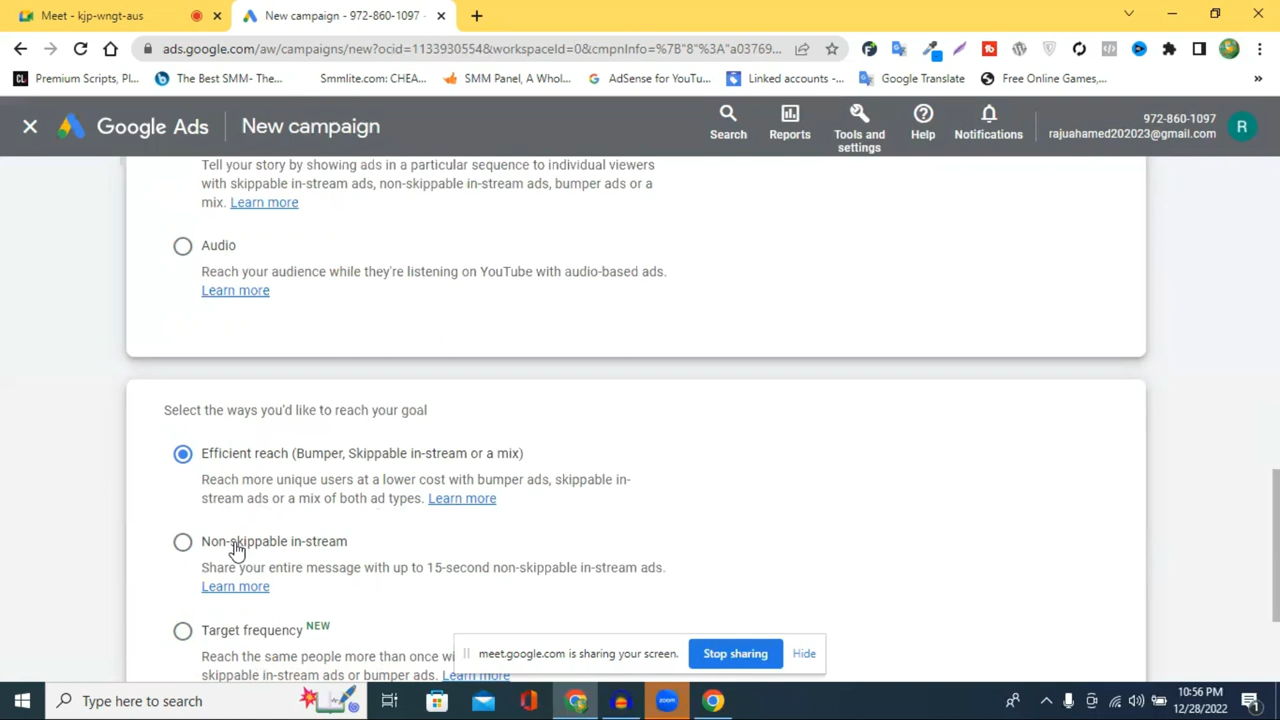 Meet - kjp-wngt-aus
New campaign - 972-860-1097 -
ads.google.com/aw/campaigns/new?ocid=11339305548&workspaceId=0&cmpnInfo=%7B"8"%3A"a03769...
Premium Scripts, Pl...
The Best SMM- The...
Smmlite.com: CHEA...
SMM Panel, A Whol...
AdSense for YouTu...
Linked accounts -...
Google Translate
Free Online Games,...
Google Ads
New campaign
Search
Reports
Tools and
settings
Help
Notifications
972-860-1097
rajuahamed202023@gmail.com
R
Tell your story by showing ads in a particular sequence to individual viewers
with skippable in-stream ads, non-skippable in-stream ads, bumper ads or a
mix. Learn more
Audio
Reach your audience while they're listening on YouTube with audio-based ads.
Learn more
Select the ways you'd like to reach your goal
Efficient reach (Bumper, Skippable in-stream or a mix)
Reach more unique users at a lower cost with bumper ads, skippable in-
stream ads or a mix of both ad types. Learn more
Non-skippable in-stream
Share your entire message with up to 15-second non-skippable in-stream ads.
Learn more
Target frequency NEW
Reach the same people more than once wi
skippable in-stream ads or bumper ads. Learn more
meet.google.com is sharing your screen.
Stop sharing
Hide
Type here to search
zoom
10:56 PM
12/28/2022
1